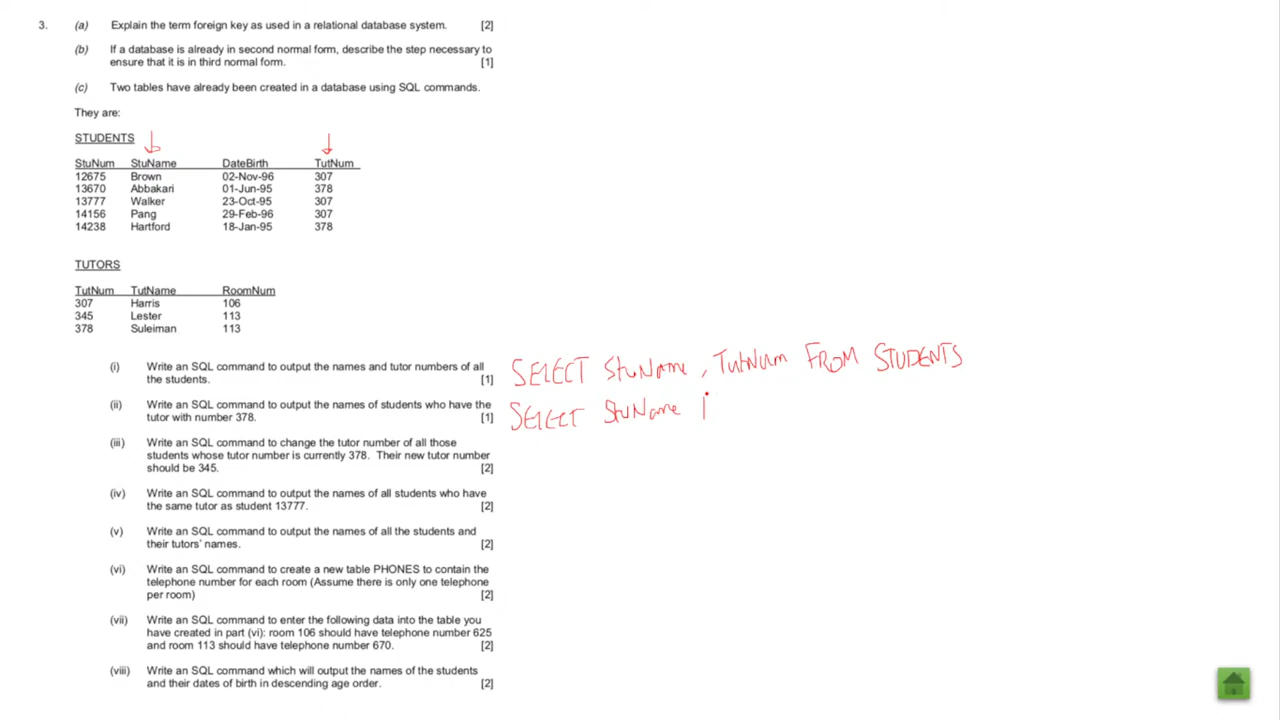 3. (a) Explain the term foreign key as used in a relational database system. [2]
(b) If a database is already in second normal form, describe the step necessary to
ensure that it is in third normal form. [1]
(c) Two tables have already been created in a database using SQL commands.
They are:
STUDENTS
StuNum StuName DateBirth TutNum
12675 Brown 02-Nov-96 307
13670 Abbakari 01-Jun-95 378
13777 Walker 23-Oct-95 307
14156 Pang 29-Feb-96 307
14238 Hartford 18-Jan-95 378
TUTORS
TutNum TutName RoomNum
307 Harris 106
345 Lester 113
378 Suleiman 113
(i) Write an SQL command to output the names and tutor numbers of all
the students. [1]
SELECT StuName, TutNum FROM STUDENTS
(ii) Write an SQL command to output the names of students who have the
tutor with number 378. [1]
SELECT StuName
(iii) Write an SQL command to change the tutor number of all those
students whose tutor number is currently 378. Their new tutor number
should be 345. [2]
(iv) Write an SQL command to output the names of all students who have
the same tutor as student 13777. [2]
(v) Write an SQL command to output the names of all the students and
their tutors' names. [2]
(vi) Write an SQL command to create a new table PHONES to contain the
telephone number for each room (Assume there is only one telephone
per room) [2]
(vii) Write an SQL command to enter the following data into the table you
have created in part (vi): room 106 should have telephone number 625
and room 113 should have telephone number 670. [2]
(viii) Write an SQL command which will output the names of the students
and their dates of birth in descending age order. [2]